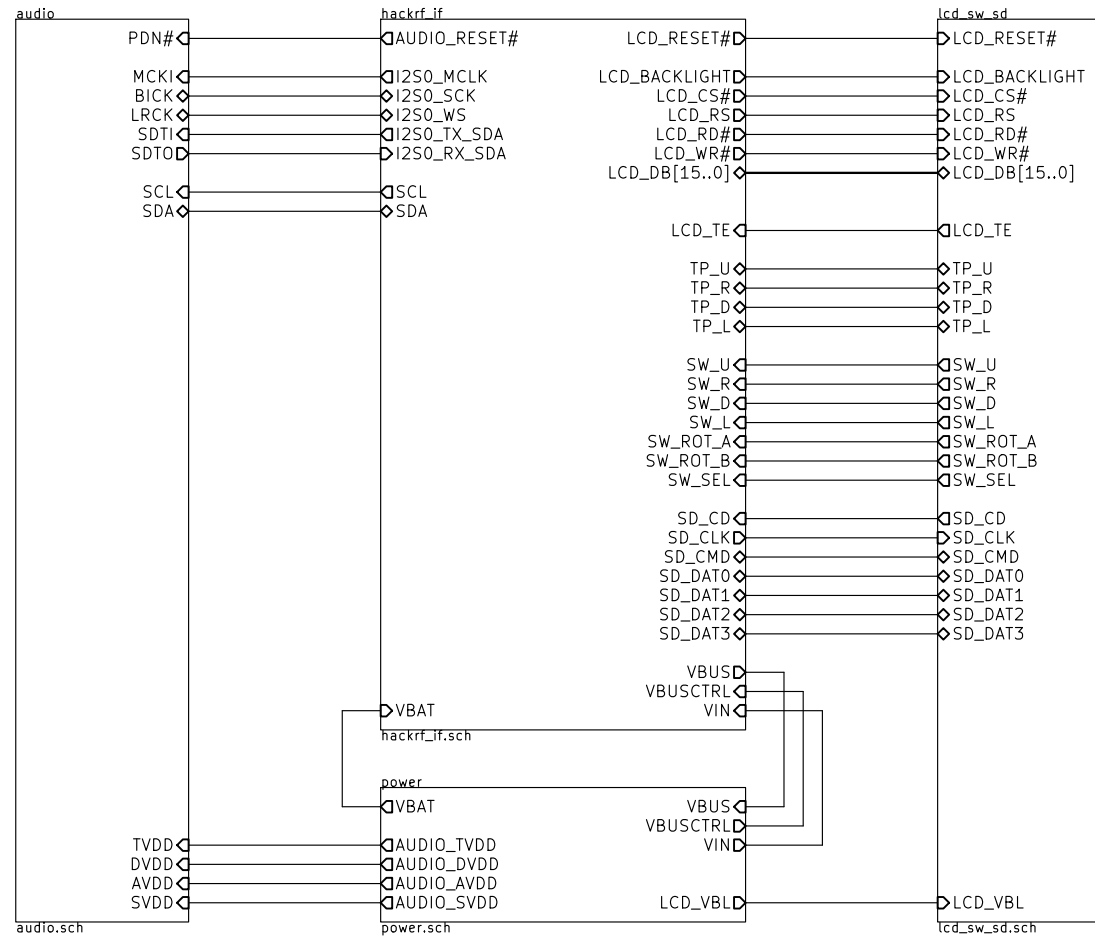 audio
PDN#
MCKI
BICK
LRCK
SDTI
SDTO
SCL
SDA
TVDD
DVDD
AVDD
SVDD
audio.sch
hackrf_if
AUDIO_RESET#
I2S0_MCLK
I2S0_SCK
I2S0_WS
I2S0_TX_SDA
I2S0_RX_SDA
SCL
SDA
VBAT
LCD_RESET#
LCD_BACKLIGHT
LCD_CS#
LCD_RS
LCD_RD#
LCD_WR#
LCD_DB[15..0]
LCD_TE
TP_U
TP_R
TP_D
TP_L
SW_U
SW_R
SW_D
SW_L
SW_ROT_A
SW_ROT_B
SW_SEL
SD_CD
SD_CLK
SD_CMD
SD_DAT0
SD_DAT1
SD_DAT2
SD_DAT3
VBUS
VBUSCTRL
VIN
hackrf_if.sch
power
VBAT
AUDIO_TVDD
AUDIO_DVDD
AUDIO_AVDD
AUDIO_SVDD
VBUS
VBUSCTRL
VIN
LCD_VBL
power.sch
lcd_sw_sd
LCD_RESET#
LCD_BACKLIGHT
LCD_CS#
LCD_RS
LCD_RD#
LCD_WR#
LCD_DB[15..0]
LCD_TE
TP_U
TP_R
TP_D
TP_L
SW_U
SW_R
SW_D
SW_L
SW_ROT_A
SW_ROT_B
SW_SEL
SD_CD
SD_CLK
SD_CMD
SD_DAT0
SD_DAT1
SD_DAT2
SD_DAT3
LCD_VBL
lcd_sw_sd.sch